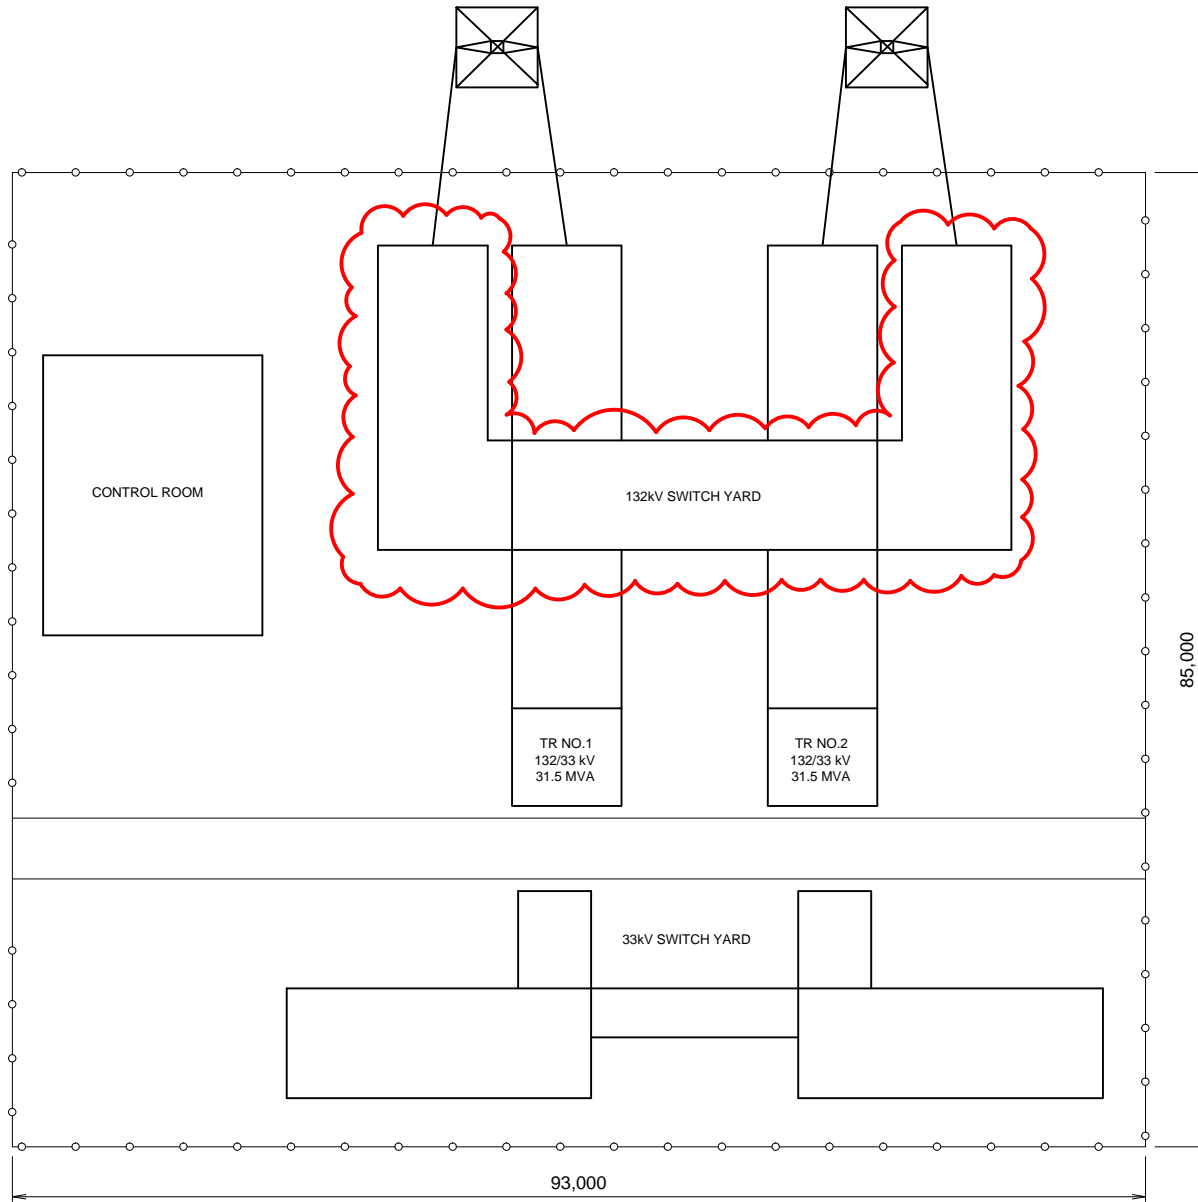 CONTROL ROOM
132kV SWITCH YARD
85,000
TR NO.1
132/33 kV
31.5 MVA
TR NO.2
132/33 kV
31.5 MVA
33kV SWITCH YARD
93,000